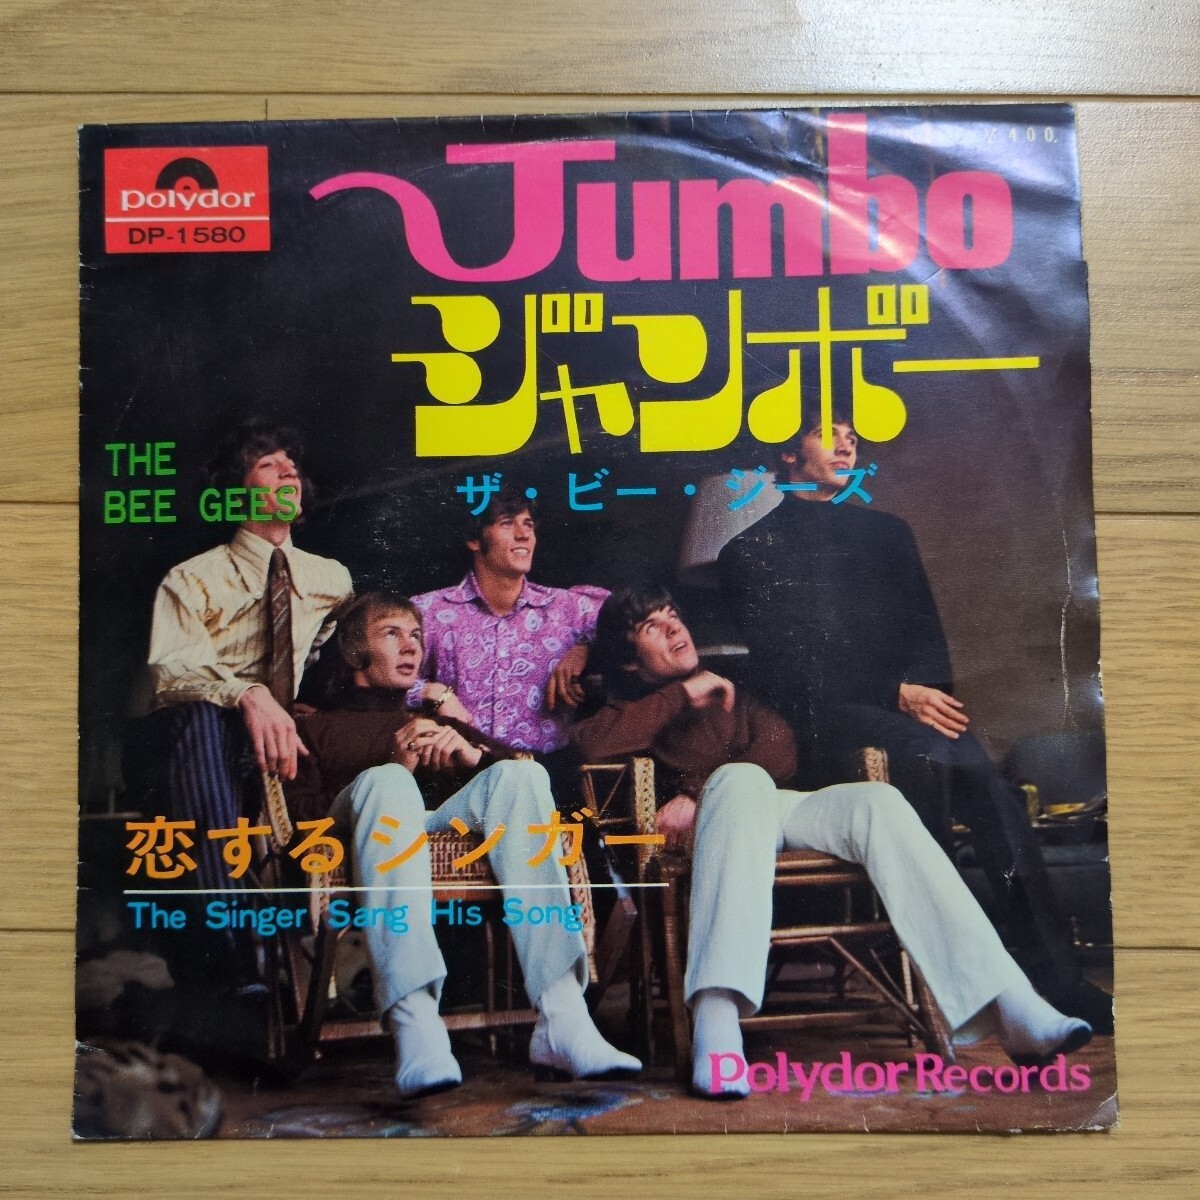 polydor
DP-1580
¥400.
Jumbo
ジャンボー
THE
BEE GEES
ザ・ビー・ジーズ
恋するシンガー
The Singer Sang His Song
Polydor Records